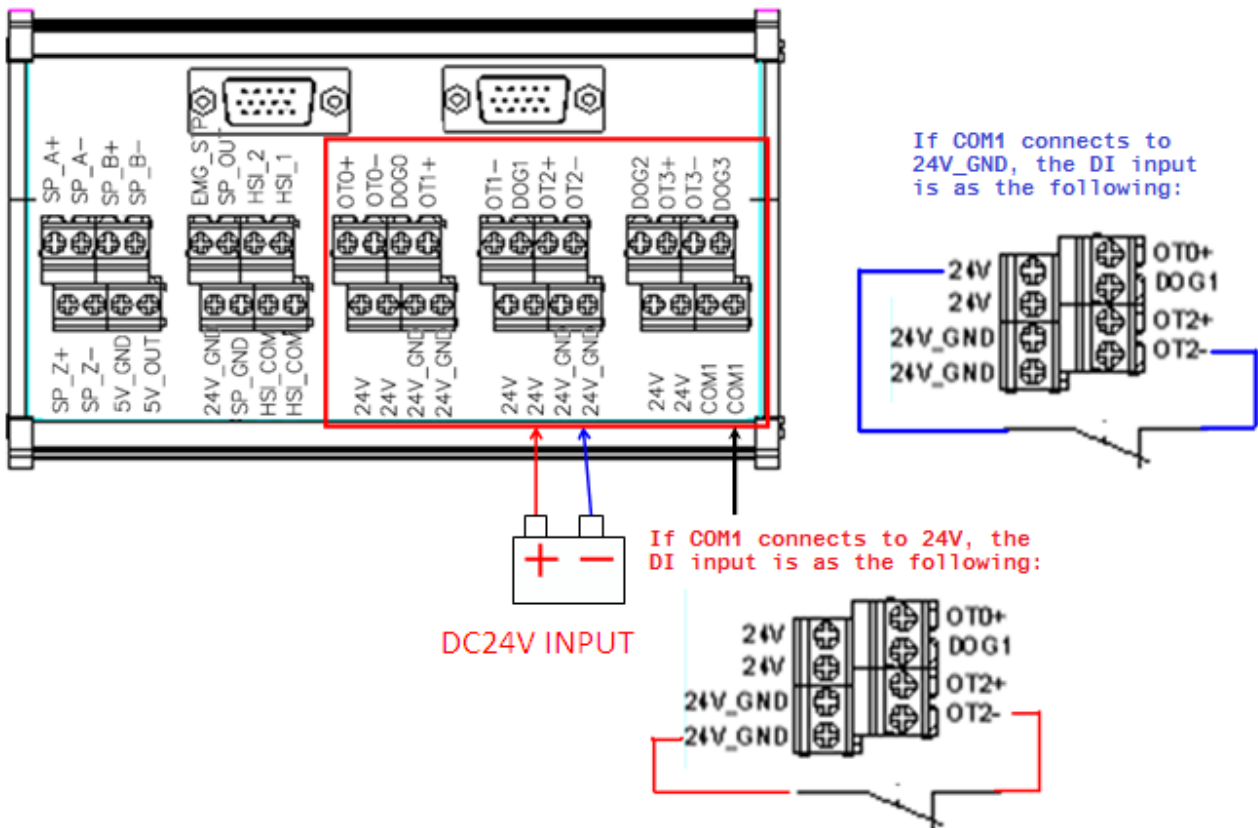 SP_A+
SP_A-
SP_B+
SP_B-
EMG_STP
SP_OUT
HSI_2
HSI_1
OT0+
OT0-
DOG0
OT1+
OT1-
DOG1
OT2+
OT2-
DOG2
OT3+
OT3-
DOG3
SP_Z+
SP_Z-
5V_GND
5V_OUT
24V_GND
SP_GND
HSI_COM
HSI_COM
24V
24V
24V_GND
24V_GND
24V
24V
24V_GND
24V_GND
24V
24V
COM1
COM1
If COM1 connects to
24V_GND, the DI input
is as the following:
24V
24V
24V_GND
24V_GND
OT0+
DOG1
OT2+
OT2-
+ -
DC24V INPUT
If COM1 connects to 24V, the
DI input is as the following:
24V
24V
24V_GND
24V_GND
OT0+
DOG1
OT2+
OT2-